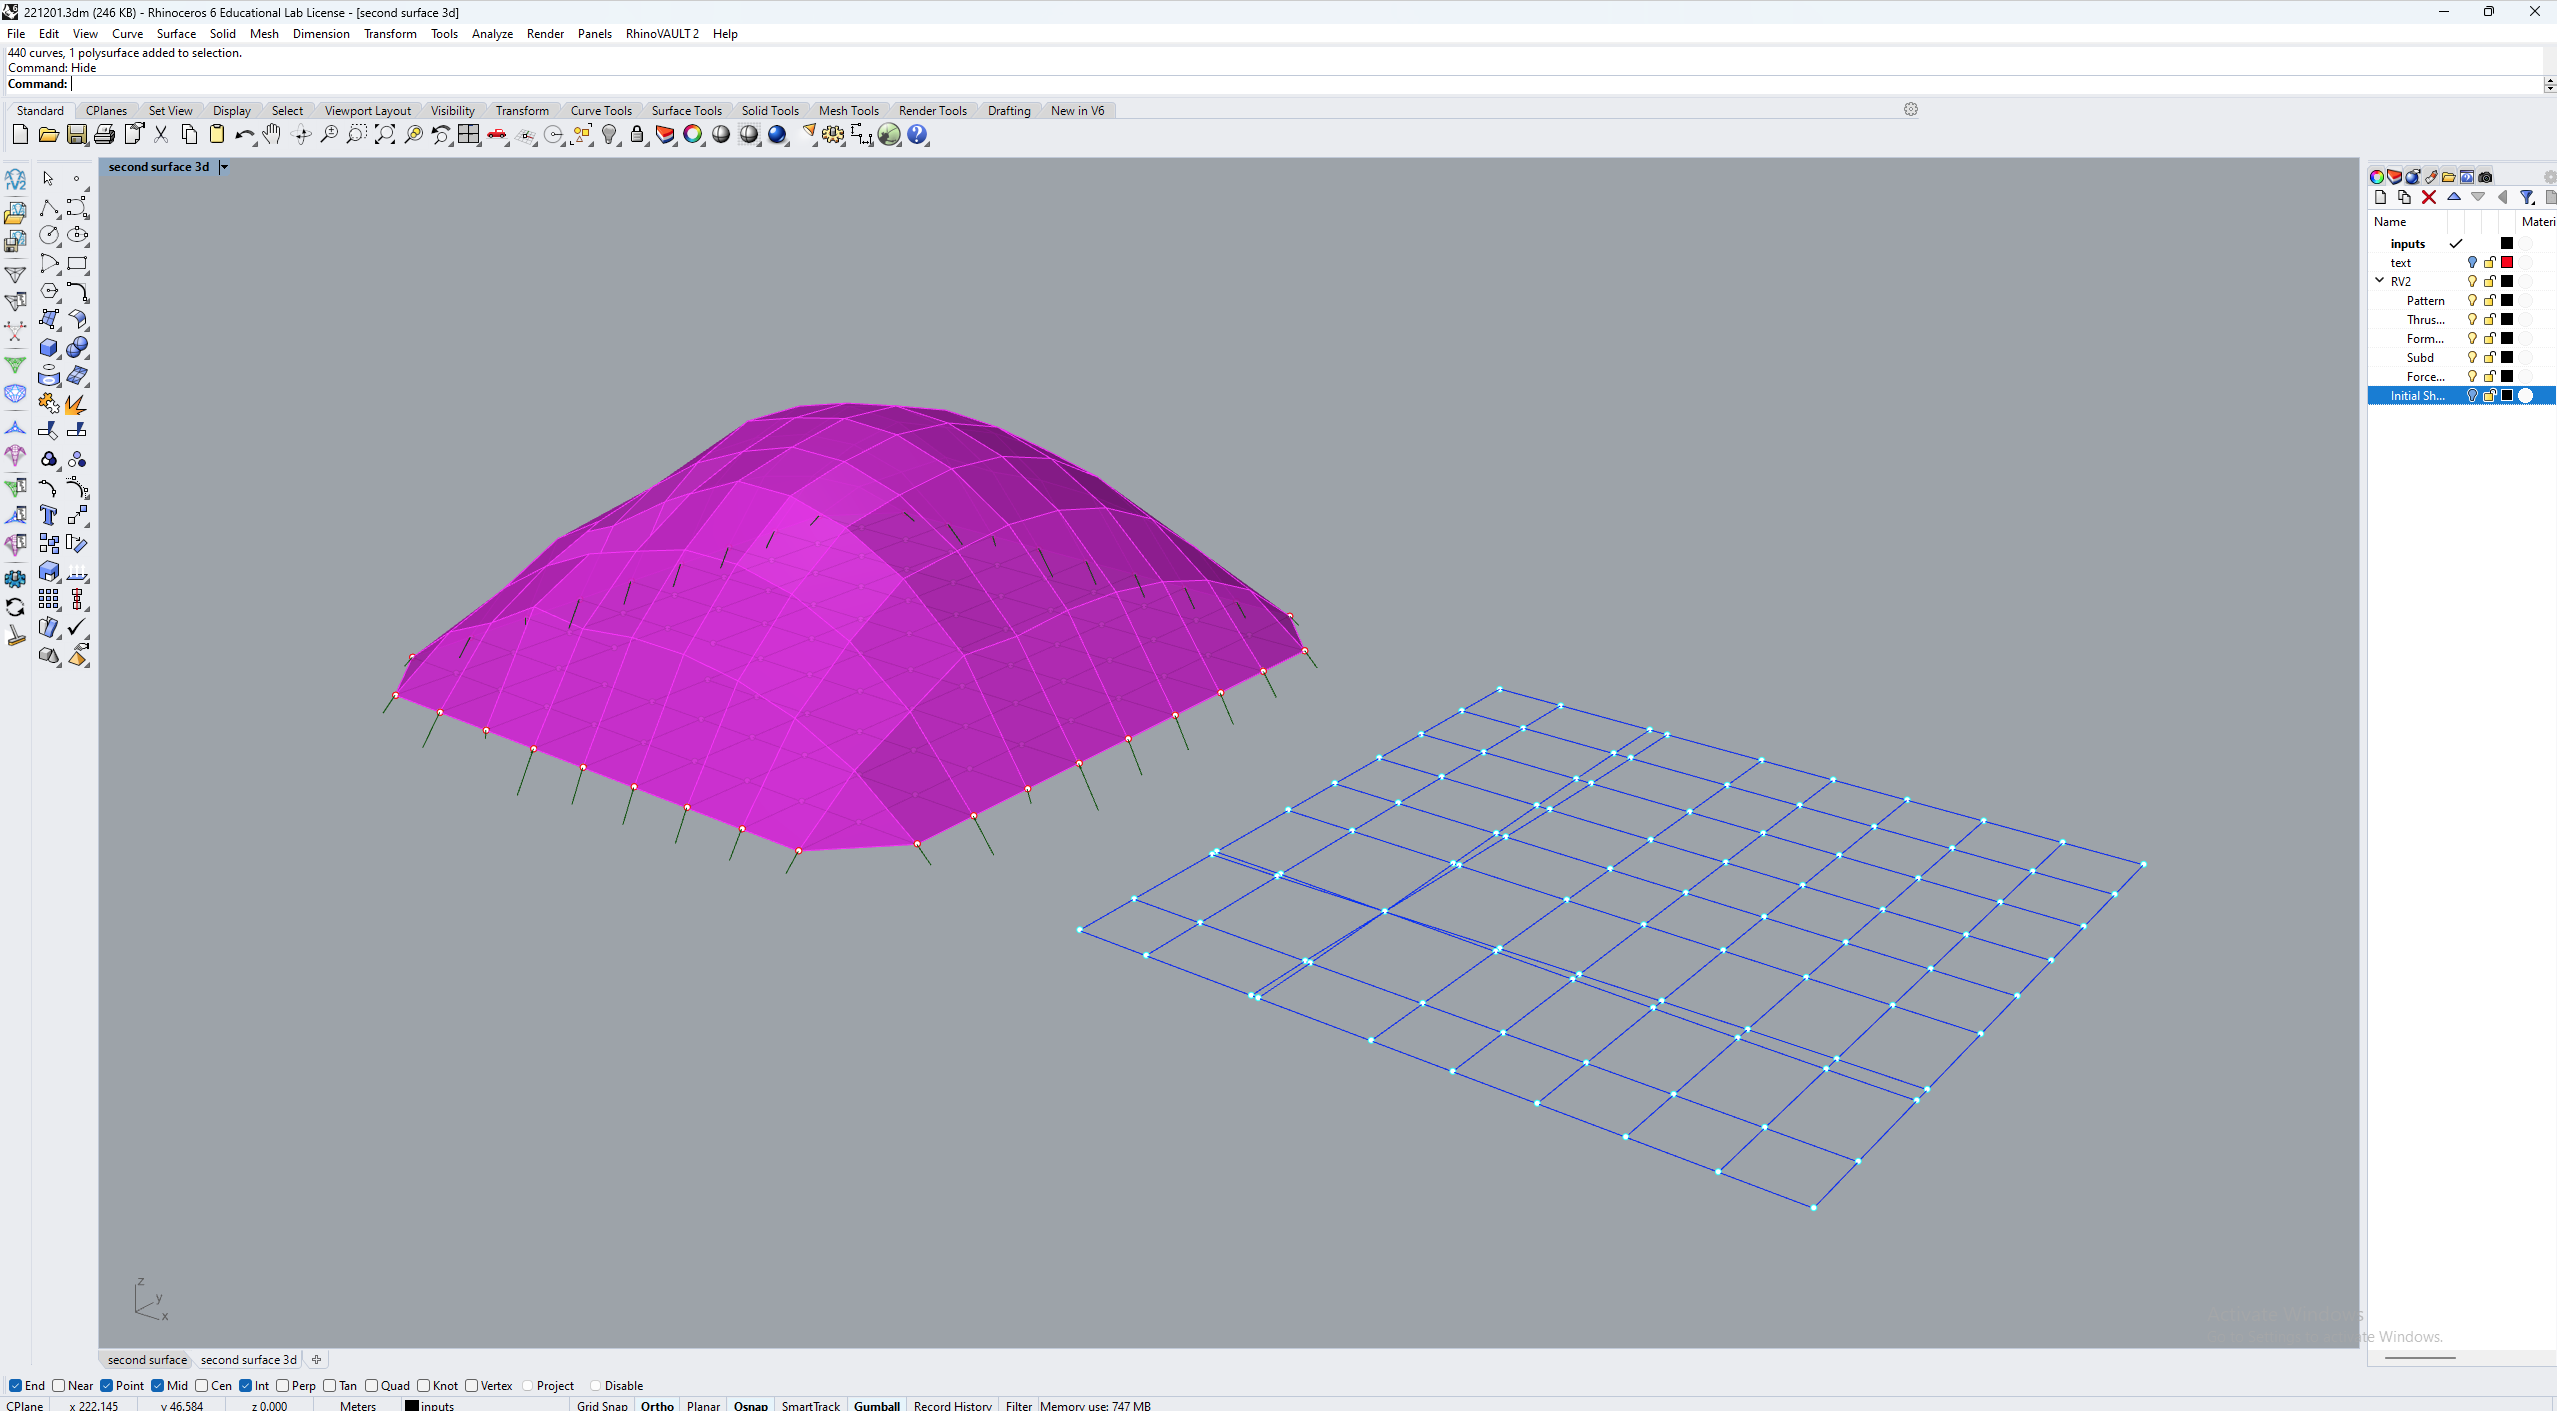 221201.3dm (246 KB) - Rhinoceros 6 Educational Lab License - [second surface 3d]
File Edit View Curve Surface Solid Mesh Dimension Transform Tools Analyze Render Panels RhinoVAULT2 Help
440 curves, 1 polysurface added to selection.
Command: Hide
Command:
Standard CPlanes Set View Display Select Viewport Layout Visibility Transform Curve Tools Surface Tools Solid Tools Mesh Tools Render Tools Drafting New in V6
second surface 3d
rV2
Name Materi
inputs
text
RV2
Pattern
Thrus...
Form...
Subd
Force...
Initial Sh...
z
y
x
Activate Windows
te Windows.
second surface second surface 3d
End Near Point Mid Cen Int Perp Tan Quad Knot Vertex Project Disable
CPlane x 222.145 y 46.584 z 0.000 Meters inputs Grid Snap Ortho Planar Osnap SmartTrack Gumball Record History Filter Memory use: 747 MB